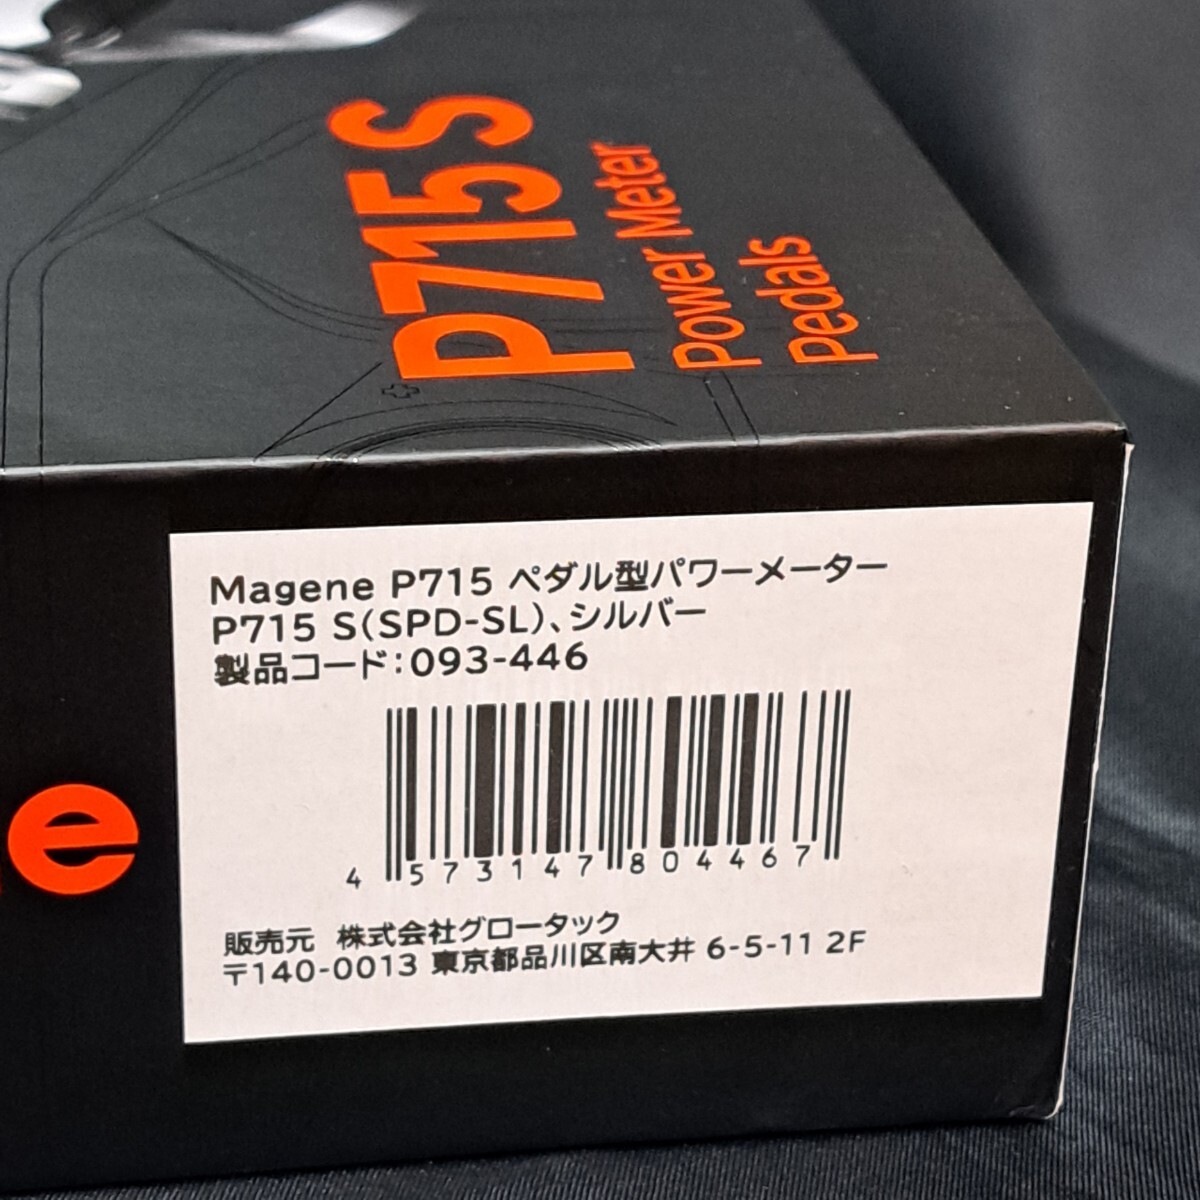 P715 S
Power Meter
Pedals
Magene P715 ペダル型パワーメーター
P715 S(SPD-SL)、シルバー
製品コード:093-446
4 573147 804467
販売元 株式会社グロータック
〒140-0013 東京都品川区南大井 6-5-11 2F
e